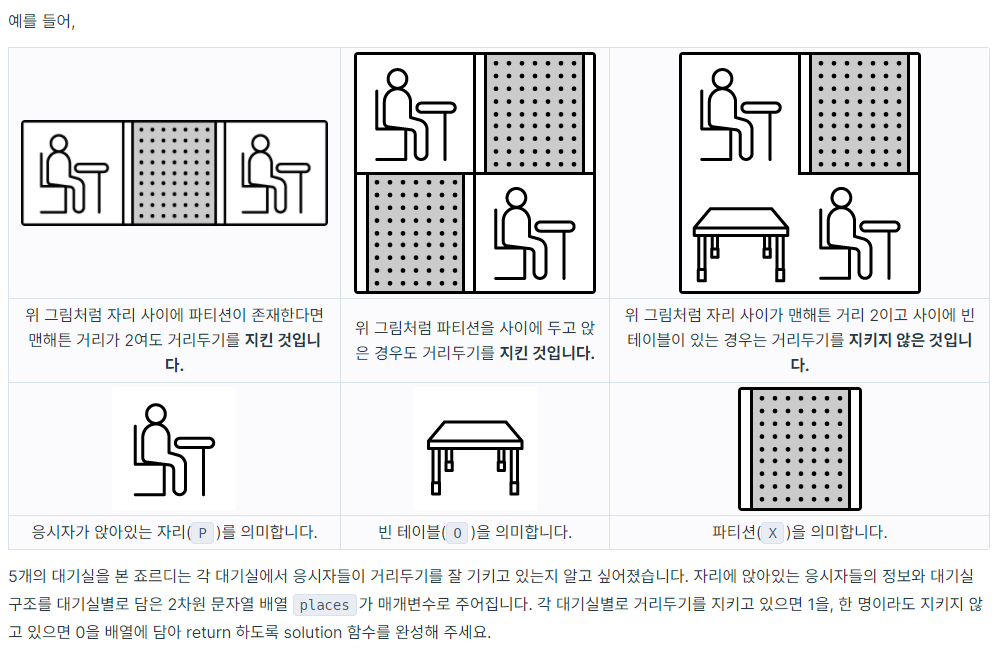 예를 들어,
위 그림처럼 자리 사이에 파티션이 존재한다면
맨해튼 거리가 2여도 거리두기를 지킨 것입니
다.
위 그림처럼 파티션을 사이에 두고 앉
은 경우도 거리두기를 지킨 것입니다.
위 그림처럼 자리 사이가 맨해튼 거리 2이고 사이에 빈
테이블이 있는 경우는 거리두기를 지키지 않은 것입니
다.
응시자가 앉아있는 자리(P)를 의미합니다.
빈 테이블(O)을 의미합니다.
파티션(X)을 의미합니다.
5개의 대기실을 본 죠르디는 각 대기실에서 응시자들이 거리두기를 잘 기키고 있는지 알고 싶어졌습니다. 자리에 앉아있는 응시자들의 정보와 대기실
구조를 대기실별로 담은 2차원 문자열 배열 places가 매개변수로 주어집니다. 각 대기실별로 거리두기를 지키고 있으면 1을, 한 명이라도 지키지 않
고 있으면 0을 배열에 담아 return 하도록 solution 함수를 완성해 주세요.